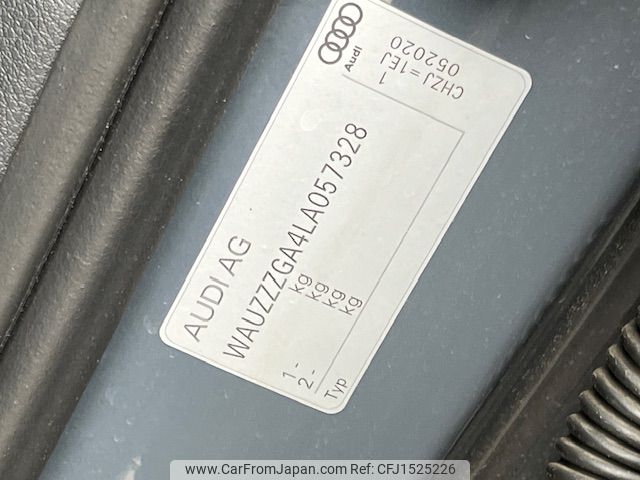 AUDI AG
WAUZZZGA4LA057328
kg
kg
1- kg
2- kg
Typ
Audi
1
CHZJ=1EJ
052020
www.CarFromJapan.com | ID: CFJ1525226